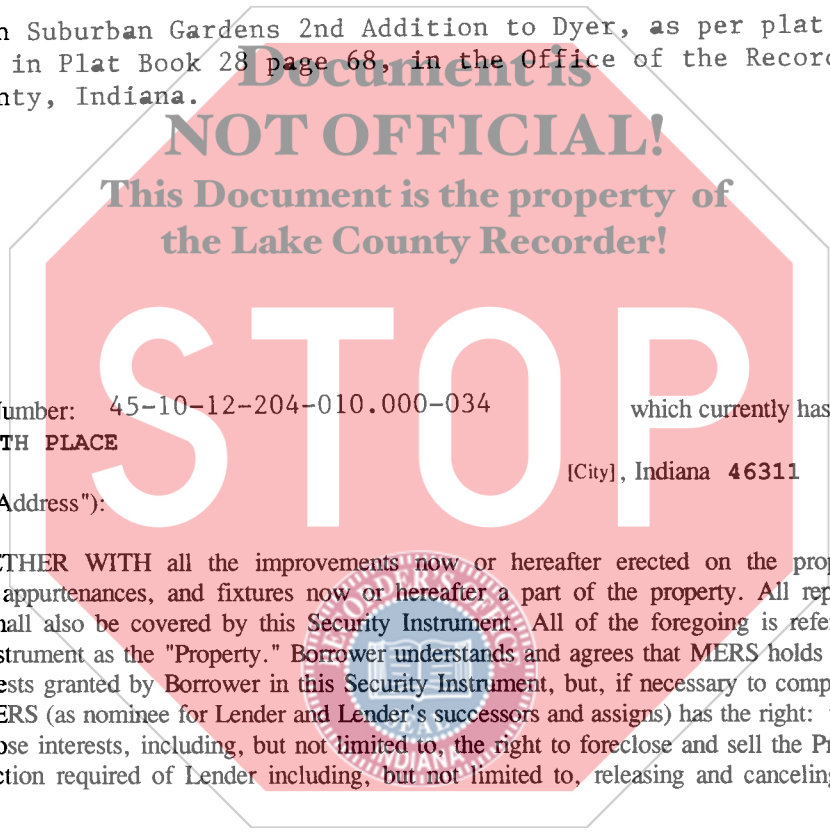 n Suburban Gardens 2nd Addition to Dyer, as per plat
in Plat Book 28 page 68, in the Office of the Recor
nty, Indiana.
Document is
NOT OFFICIAL!
This Document is the property of
the Lake County Recorder!
STOP
Number: 45-10-12-204-010.000-034 which currently has
TH PLACE
[City], Indiana 46311
Address"):
ETHER WITH all the improvements now or hereafter erected on the prop
appurtenances, and fixtures now or hereafter a part of the property. All rep
hall also be covered by this Security Instrument. All of the foregoing is refe
strument as the "Property." Borrower understands and agrees that MERS holds
ests granted by Borrower in this Security Instrument, but, if necessary to comp
ERS (as nominee for Lender and Lender's successors and assigns) has the right:
ose interests, including, but not limited to, the right to foreclose and sell the Pr
ction required of Lender including, but not limited to, releasing and canceling
RECORDER'S OFFICE
SEAL
INDIANA